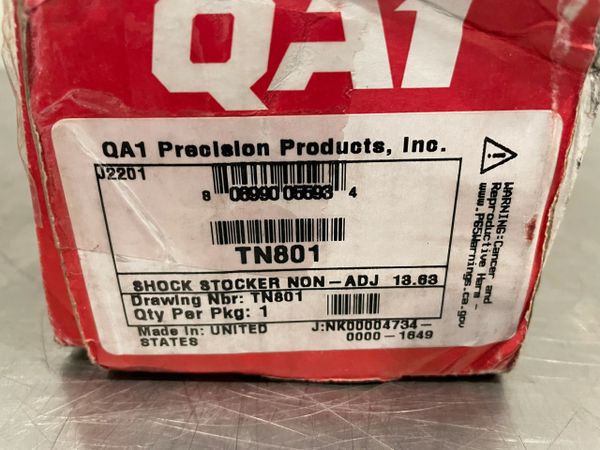 QA1
QA1 Precision Products, Inc.
J2201
8 06990 05593 4
TN801
SHOCK STOCKER NON-ADJ 13.63
Drawing Nbr: TN801
Qty Per Pkg: 1
Made in: UNITED STATES
J:NK00004734-
0000-1649
WARNING:Cancer and
Reproductive Harm -
www.P65Warnings.ca.gov